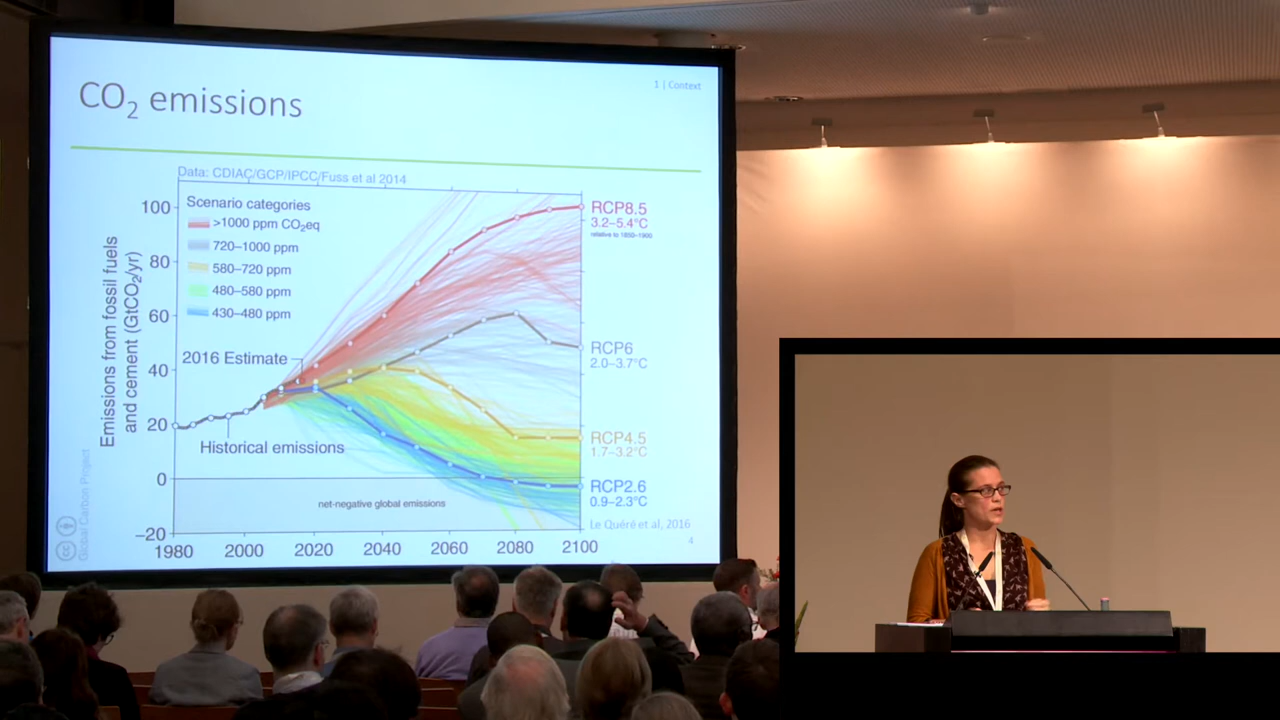 1 | Context
CO2 emissions
Data: CDIAC/GCP/IPCC/Fuss et al 2014
Scenario categories
>1000 ppm CO2eq
720–1000 ppm
580–720 ppm
480–580 ppm
430–480 ppm
Emissions from fossil fuels
and cement (GtCO2/yr)
100
80
60
40
20
0
−20
2016 Estimate
Historical emissions
net-negative global emissions
RCP8.5
3.2–5.4°C
relative to 1850–1900
RCP6
2.0–3.7°C
RCP4.5
1.7–3.2°C
RCP2.6
0.9–2.3°C
1980 2000 2020 2040 2060 2080 2100
Le Quéré et al, 2016
4
cc
Global Carbon Project